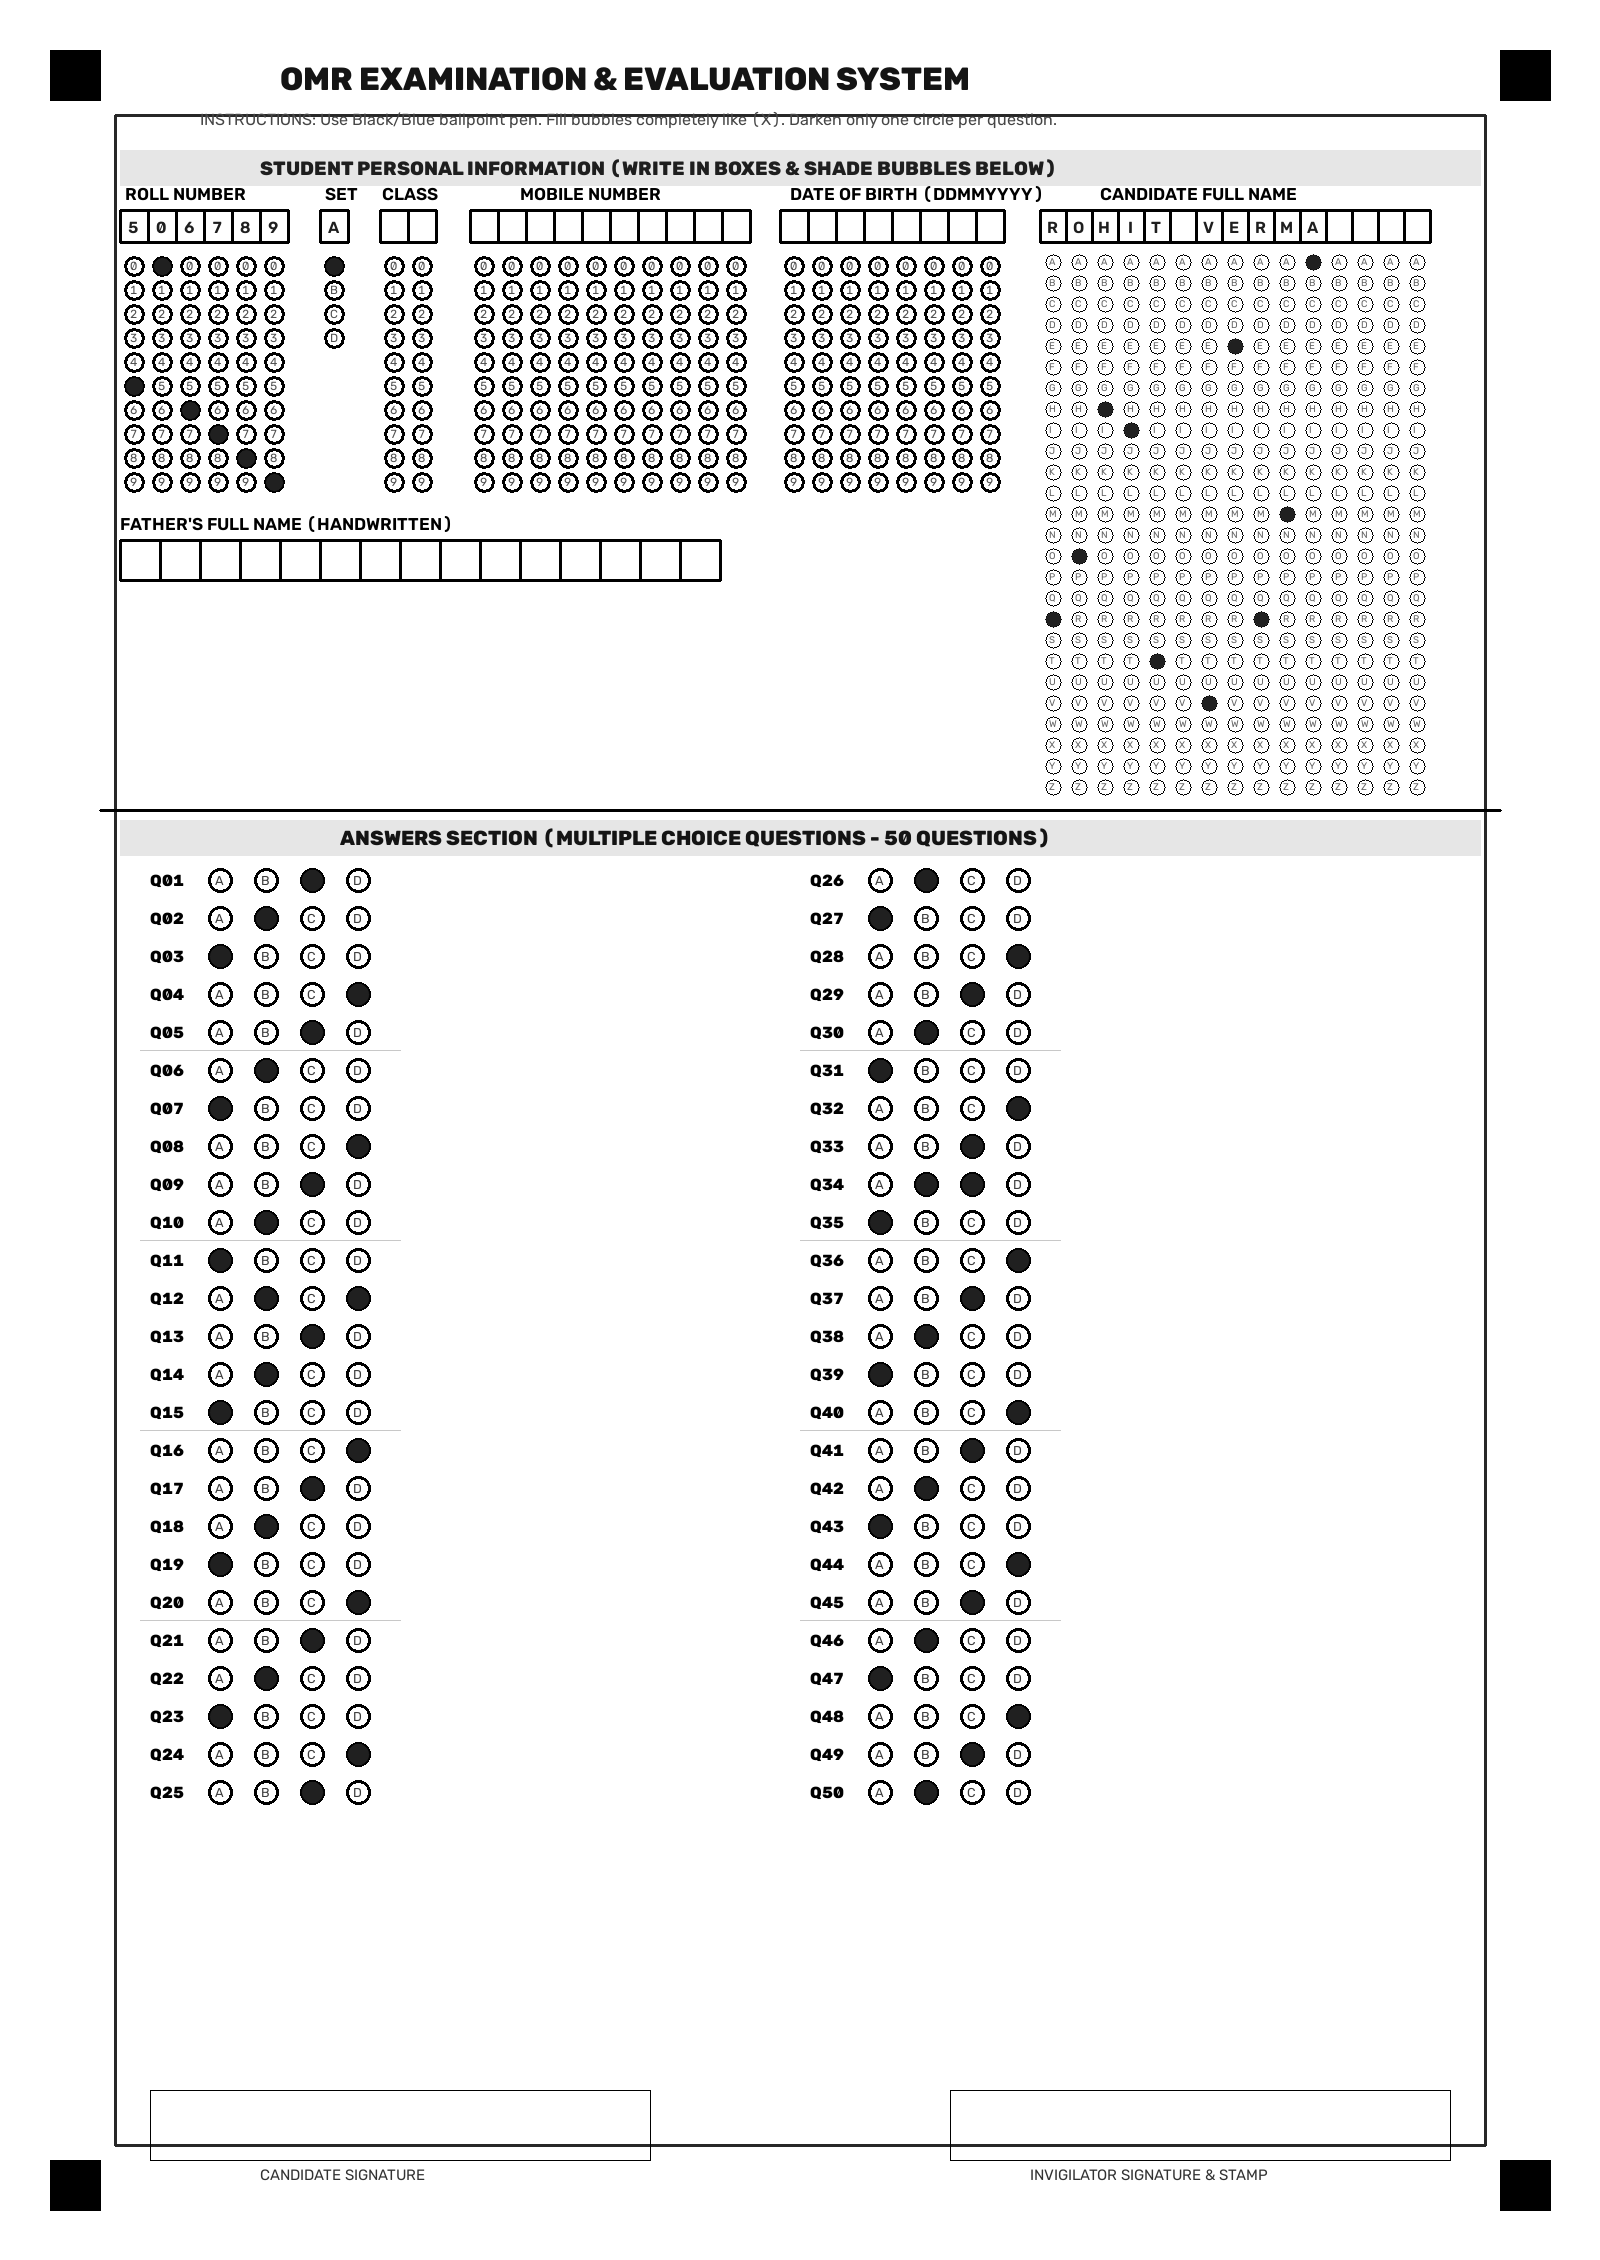 OMR EXAMINATION & EVALUATION SYSTEM
INSTRUCTIONS: Use Black/Blue ballpoint pen. Fill bubbles completely like (X). Darken only one circle per question.
STUDENT PERSONAL INFORMATION (WRITE IN BOXES & SHADE BUBBLES BELOW)
ROLL NUMBER SET CLASS MOBILE NUMBER DATE OF BIRTH (DDMMYYYY) CANDIDATE FULL NAME
5 0 6 7 8 9 A R O H I T V E R M A
FATHER'S FULL NAME (HANDWRITTEN)
ANSWERS SECTION (MULTIPLE CHOICE QUESTIONS - 50 QUESTIONS)
Q01 A B D Q26 A C D
Q02 A C D Q27 B C D
Q03 B C D Q28 A B C
Q04 A B C Q29 A B D
Q05 A B D Q30 A C D
Q06 A C D Q31 B C D
Q07 B C D Q32 A B C
Q08 A B C Q33 A B D
Q09 A B D Q34 A D
Q10 A C D Q35 B C D
Q11 B C D Q36 A B C
Q12 A C Q37 A B D
Q13 A B D Q38 A C D
Q14 A C D Q39 B C D
Q15 B C D Q40 A B C
Q16 A B C Q41 A B D
Q17 A B D Q42 A C D
Q18 A C D Q43 B C D
Q19 B C D Q44 A B C
Q20 A B C Q45 A B D
Q21 A B D Q46 A C D
Q22 A C D Q47 B C D
Q23 B C D Q48 A B C
Q24 A B C Q49 A B D
Q25 A B D Q50 A C D
CANDIDATE SIGNATURE INVIGILATOR SIGNATURE & STAMP